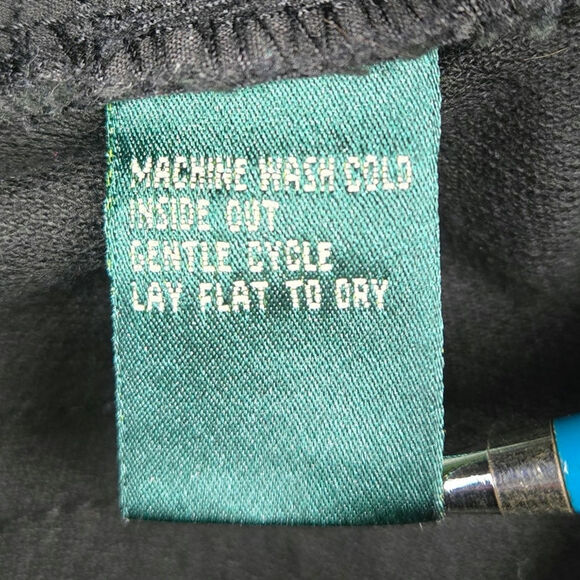 MACHINE WASH COLD
INSIDE OUT
GENTLE CYCLE
LAY FLAT TO DRY